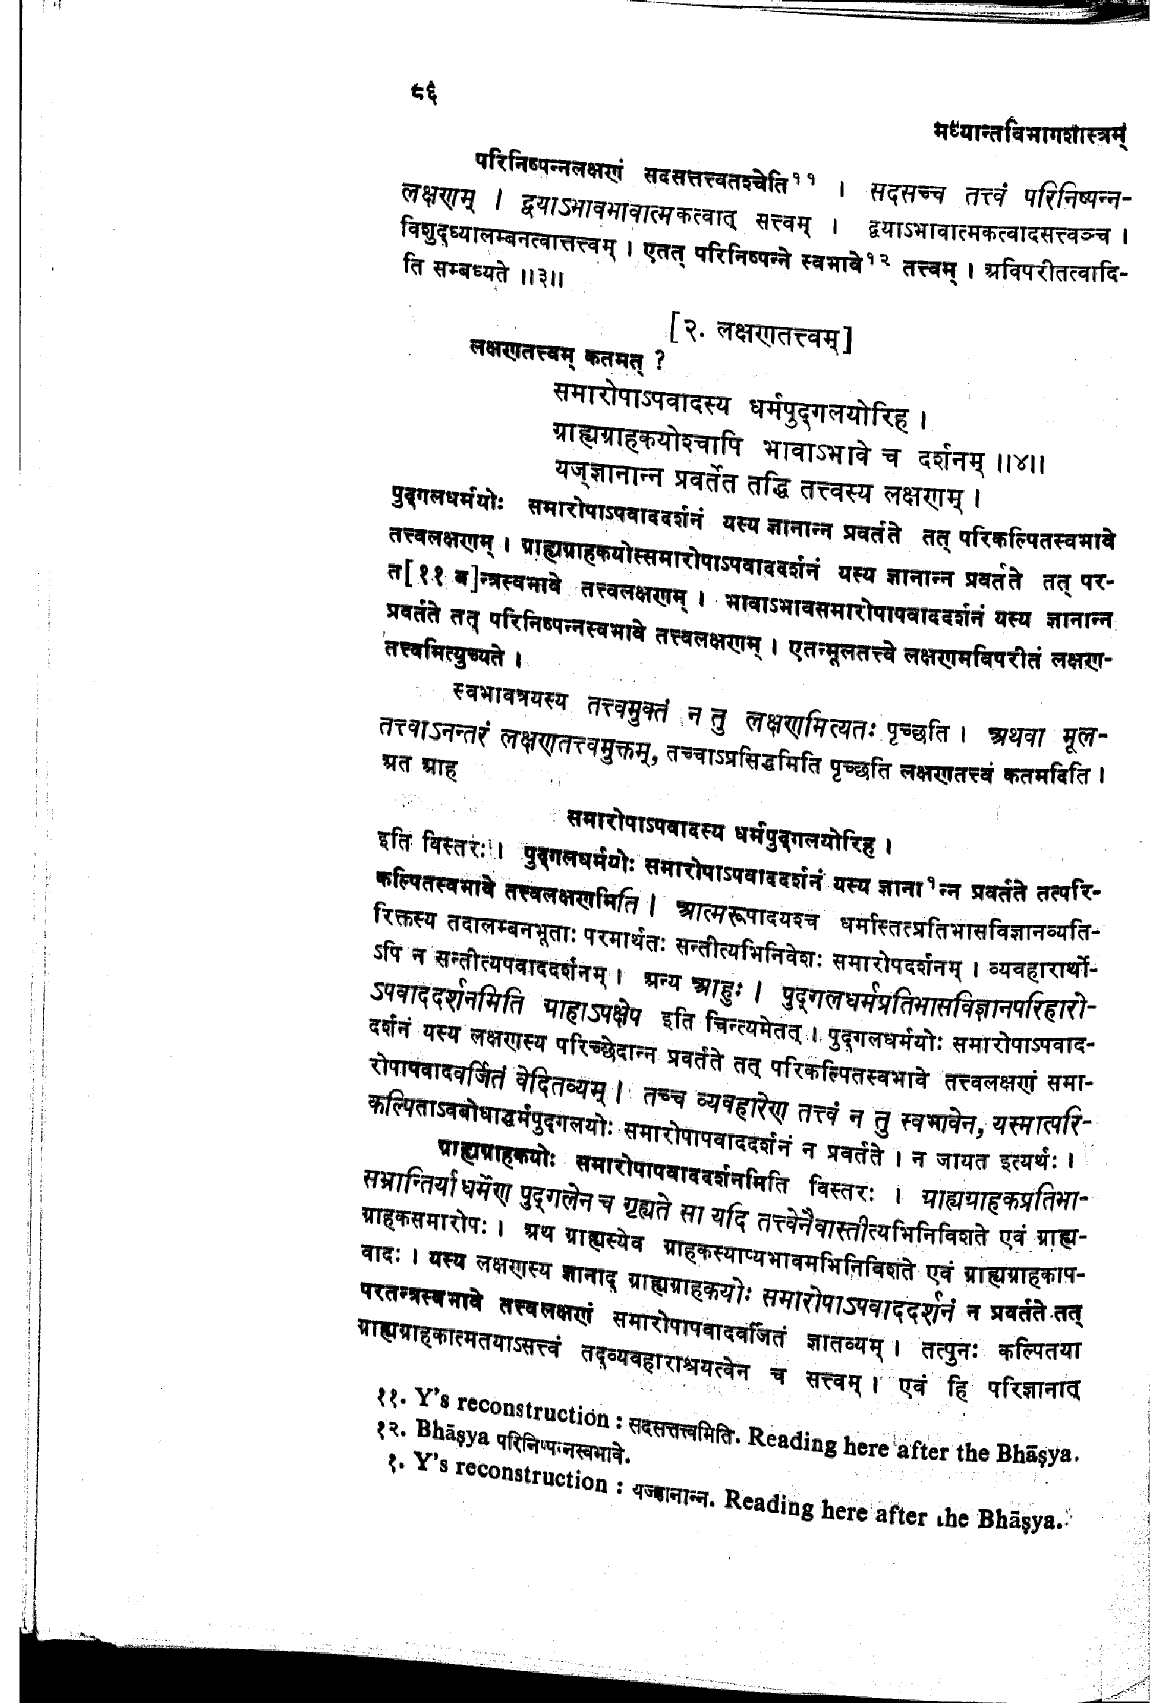 ८६
मध्यान्तविभागशास्त्रम्
परिनिष्पन्नलक्षणं सदसत्तत्त्वतश्चेति¹¹ । सदसच्च तत्त्वं परिनिष्पन्न-
लक्षणम् । द्वयाऽभावभावात्मकत्वात् सत्त्वम् । द्वयाऽभावात्मकत्वादसत्त्वञ्च ।
विशुद्ध्यालम्बनत्वात्तत्त्वम् । एतत् परिनिष्पन्ने स्वभावे¹² तत्त्वम् । अविपरीतत्वादि-
ति सम्बध्यते ॥३॥
[२. लक्षणतत्त्वम्]
लक्षणतत्त्वम् कतमत् ?
समारोपाऽपवादस्य धर्मपुद्गलयोरिह ।
ग्राह्यग्राहकयोश्चापि भावाऽभावे च दर्शनम् ॥४॥
यज्ज्ञानान्न प्रवर्तेत तद्धि तत्त्वस्य लक्षणम् ।
पुद्गलधर्मयोः समारोपाऽपवाददर्शनं यस्य ज्ञानान्न प्रवर्तते तत् परिकल्पितस्वभावे
तत्त्वलक्षणम् । ग्राह्यग्राहकयोस्समारोपाऽपवाददर्शनं यस्य ज्ञानान्न प्रवर्तते तत् पर-
त[११ ब]न्त्रस्वभावे तत्त्वलक्षणम् । भावाऽभावसमारोपापवाददर्शनं यस्य ज्ञानान्न
प्रवर्तते तत् परिनिष्पन्नस्वभावे तत्त्वलक्षणम् । एतन्मूलतत्त्वे लक्षणमविपरीतं लक्षण-
तत्त्वमित्युच्यते ।
स्वभावत्रयस्य तत्त्वमुक्तं न तु लक्षणमित्यतः पृच्छति । अथवा मूल-
तत्त्वाऽनन्तरं लक्षणतत्त्वमुक्तम्, तच्चाऽप्रसिद्धमिति पृच्छति लक्षणतत्त्वं कतमदिति ।
अत आह
समारोपाऽपवादस्य धर्मपुद्गलयोरिह ।
इति विस्तरः । पुद्गलधर्मयोः समारोपाऽपवाददर्शनं यस्य ज्ञाना¹न्न प्रवर्तते तत्परि-
कल्पितस्वभावे तत्त्वलक्षणमिति । आत्मरूपादयश्च धर्मास्तत्प्रतिभासविज्ञानव्यति-
रिक्तस्य तदालम्बनभूताः परमार्थतः सन्तीत्यभिनिवेशः समारोपदर्शनम् । व्यवहारार्थो-
ऽपि न सन्तीत्यपवाददर्शनम् । अन्य आहुः । पुद्गलधर्मप्रतिभासविज्ञानपरिहारो-
ऽपवाददर्शनमिति ग्राहाऽपक्षेप इति चिन्त्यमेतत् । पुद्गलधर्मयोः समारोपाऽपवाद-
दर्शनं यस्य लक्षणस्य परिच्छेदान्न प्रवर्तते तत् परिकल्पितस्वभावे तत्त्वलक्षणं समा-
रोपापवादवर्जितं वेदितव्यम् । तच्च व्यवहारेण तत्त्वं न तु स्वभावेन, यस्मात्परि-
कल्पिताऽवबोधाद्धर्मपुद्गलयोः समारोपापवाददर्शनं न प्रवर्तते । न जायत इत्यर्थः ।
ग्राह्यग्राहकयोः समारोपापवाददर्शनमिति विस्तरः । ग्राह्यग्राहकप्रतिभा-
सभ्रान्तिर्या धर्मेण पुद्गलेन च गृह्यते सा यदि तत्त्वेनैवास्तीत्यभिनिविशते एवं ग्राह्य-
ग्राहकसमारोपः । अथ ग्राह्यस्येव ग्राहकस्याप्यभावमभिनिविशते एवं ग्राह्यग्राहकाप-
वादः । यस्य लक्षणस्य ज्ञानाद् ग्राह्यग्राहकयोः समारोपाऽपवाददर्शनं न प्रवर्तते तत्
परतन्त्रस्वभावे तत्त्वलक्षणं समारोपापवादवर्जितं ज्ञातव्यम् । तत्पुनः कल्पितया
ग्राह्यग्राहकात्मतयाऽसत्त्वं तद्व्यवहाराश्रयत्वेन च सत्त्वम् । एवं हि परिज्ञानात्
११. Y's reconstruction : सदसत्तत्त्वमिति. Reading here after the Bhāṣya.
१२. Bhāṣya परिनिष्पन्नस्वभावे.
१. Y's reconstruction : यज्ज्ञानान्न. Reading here after the Bhāṣya.